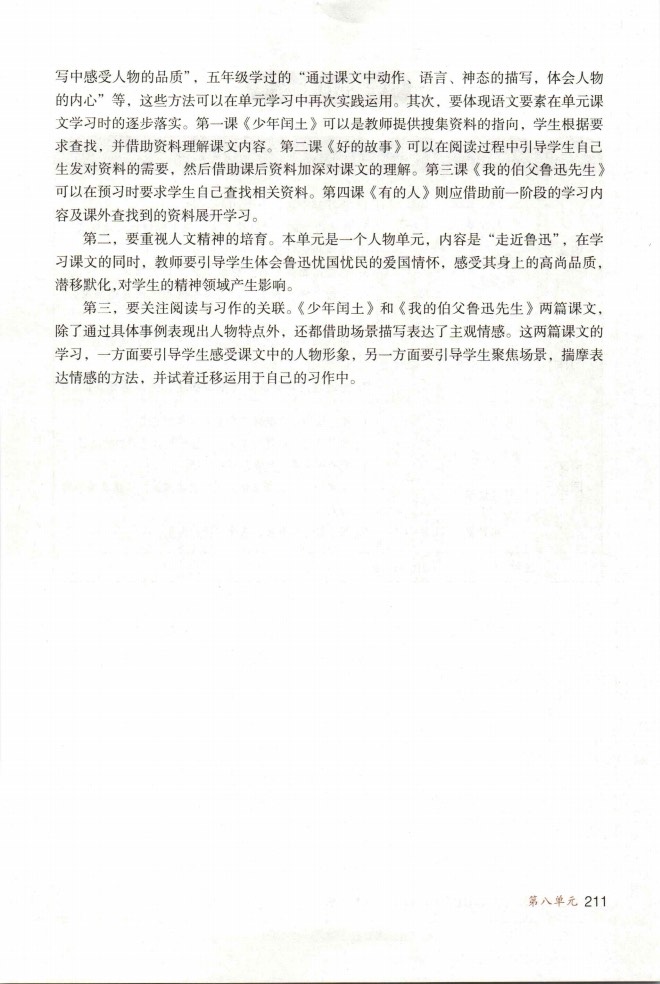 写中感受人物的品质”，五年级学过的“通过课文中动作、语言、神态的描写，体会人物
的内心”等，这些方法可以在单元学习中再次实践运用。其次，要体现语文要素在单元课
文学习时的逐步落实。第一课《少年闰土》可以是教师提供搜集资料的指向，学生根据要
求查找，并借助资料理解课文内容。第二课《好的故事》可以在阅读过程中引导学生自己
生发对资料的需要，然后借助课后资料加深对课文的理解。第三课《我的伯父鲁迅先生》
可以在预习时要求学生自己查找相关资料。第四课《有的人》则应借助前一阶段的学习内
容及课外查找到的资料展开学习。
第二，要重视人文精神的培育。本单元是一个人物单元，内容是“走近鲁迅”，在学
习课文的同时，教师要引导学生体会鲁迅忧国忧民的爱国情怀，感受其身上的高尚品质，
潜移默化，对学生的精神领域产生影响。
第三，要关注阅读与习作的关联。《少年闰土》和《我的伯父鲁迅先生》两篇课文，
除了通过具体事例表现出人物特点外，还都借助场景描写表达了主观情感。这两篇课文的
学习，一方面要引导学生感受课文中的人物形象，另一方面要引导学生聚焦场景，揣摩表
达情感的方法，并试着迁移运用于自己的习作中。
第八单元 211